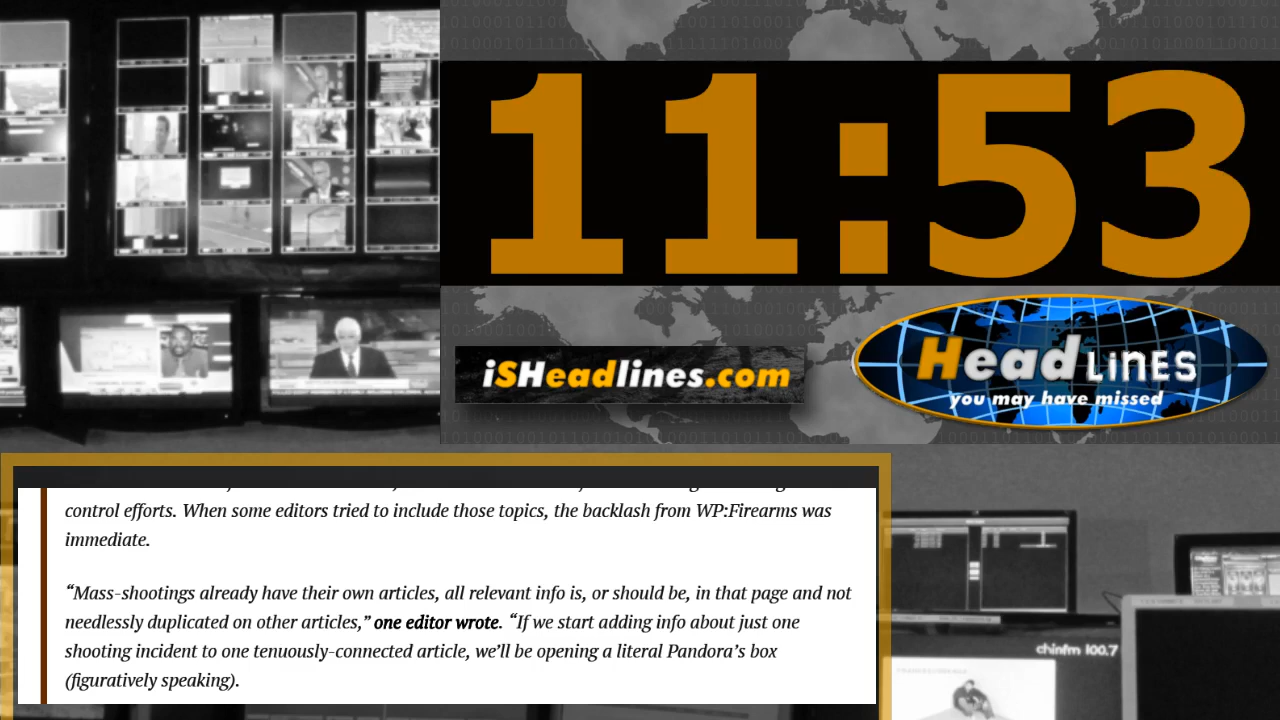 11:53
iSHeadlines.com
HeadLINES
you may have missed
control efforts. When some editors tried to include those topics, the backlash from WP:Firearms was
immediate.
“Mass-shootings already have their own articles, all relevant info is, or should be, in that page and not
needlessly duplicated on other articles,” one editor wrote. “If we start adding info about just one
shooting incident to one tenuously-connected article, we’ll be opening a literal Pandora’s box
(figuratively speaking).
chinfm 100.7